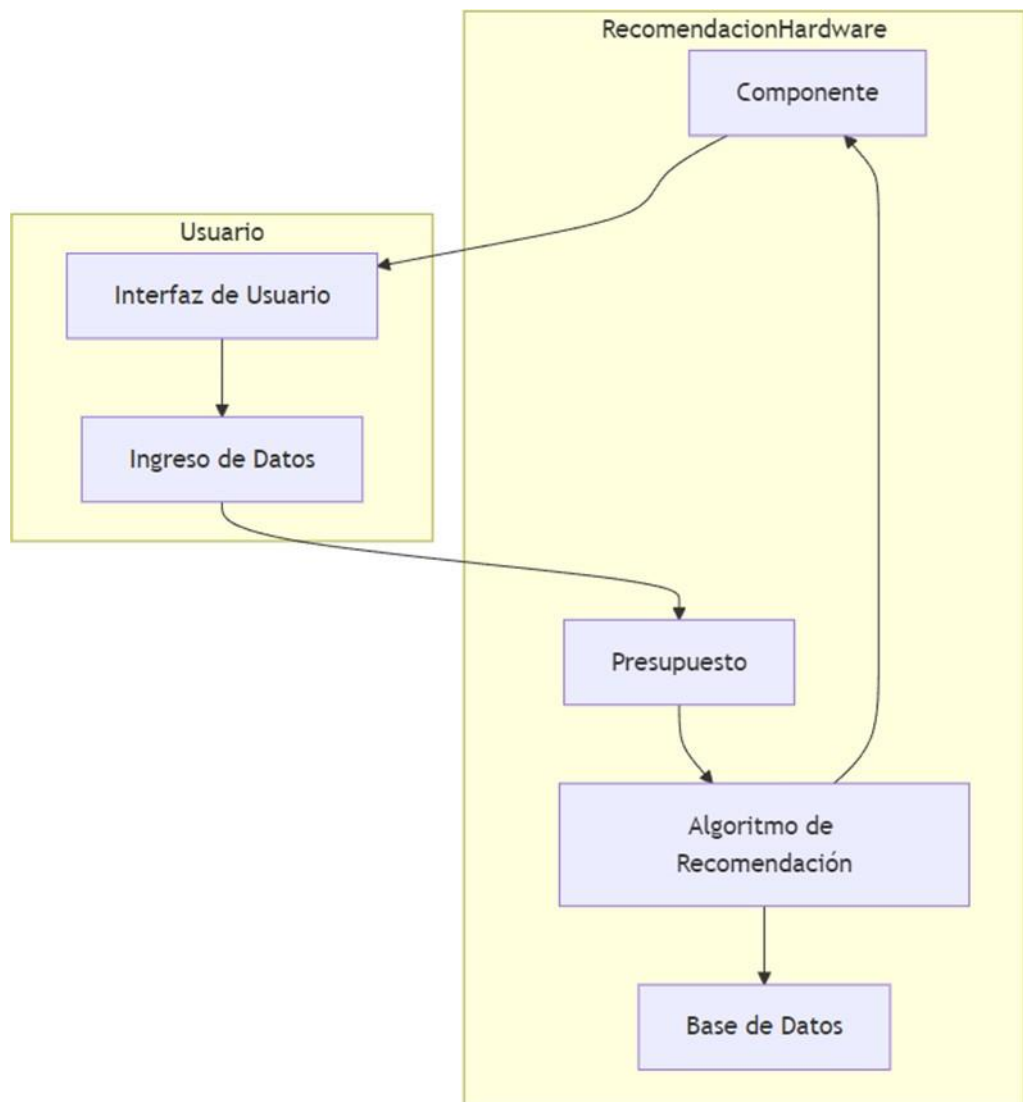 RecomendacionHardware
Componente
Usuario
Interfaz de Usuario
Ingreso de Datos
Presupuesto
Algoritmo de
Recomendación
Base de Datos